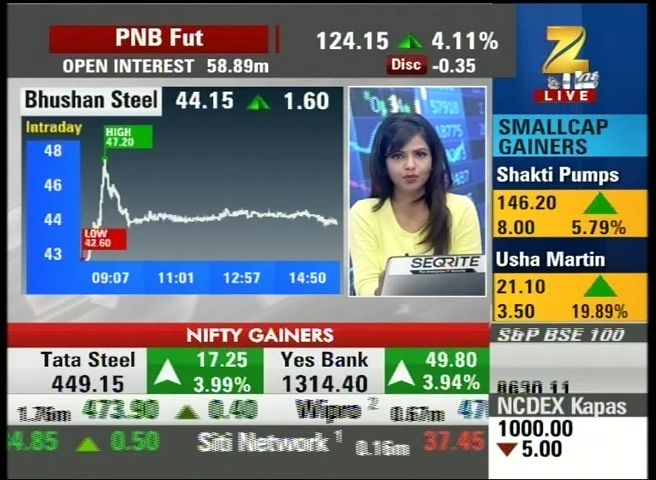 PNB Fut
124.15 4.11%
OPEN INTEREST 58.89m
Disc -0.35
Z
LIVE
Bhushan Steel 44.15 1.60
Intraday
HIGH
47.20
48
46
44
43
LOW
42.60
09:07 11:01 12:57 14:50
SEQRITE
SMALLCAP
GAINERS
Shakti Pumps
146.20
8.00 5.79%
Usha Martin
21.10
3.50 19.89%
NIFTY GAINERS
Tata Steel 17.25
449.15 3.99%
Yes Bank 49.80
1314.40 3.94%
S&P BSE 100
1.76m 473.90 0.40 Wipro 2 0.67m
4.85 0.50 Siti Network 1 0.16m 37.45
NCDEX Kapas
1000.00
5.00